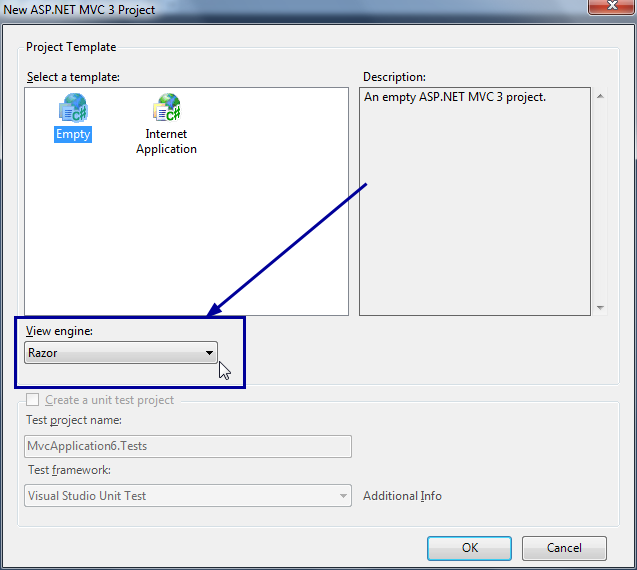 New ASP.NET MVC 3 Project
Project Template
Select a template:
Description:
Empty
Internet
Application
An empty ASP.NET MVC 3 project.
View engine:
Razor
Create a unit test project
Test project name:
MvcApplication6.Tests
Test framework:
Visual Studio Unit Test
Additional Info
OK
Cancel